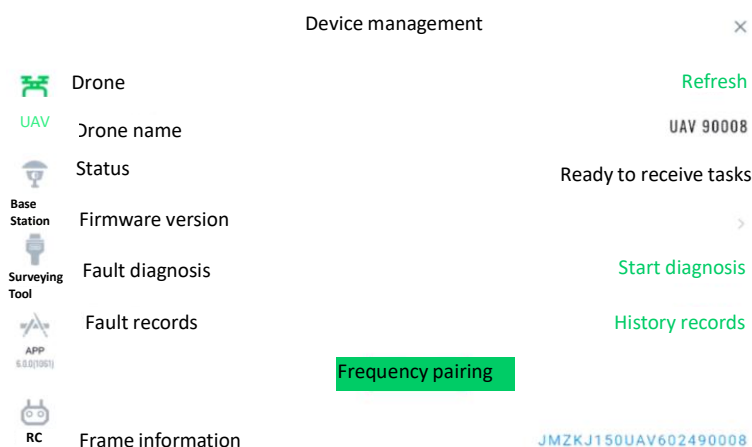 Device management
Drone
Refresh
UAV
Drone name
UAV 90008
Status
Ready to receive tasks
Base
Station
Firmware version
Surveying
Tool
Fault diagnosis
Start diagnosis
Fault records
History records
APP
6.0.0(1061)
Frequency pairing
RC
Frame information
JMZKJ150UAV602490008